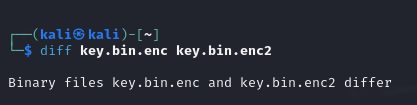 ┌──(kali㉿kali)-[~]
└─$ diff key.bin.enc key.bin.enc2
Binary files key.bin.enc and key.bin.enc2 differ